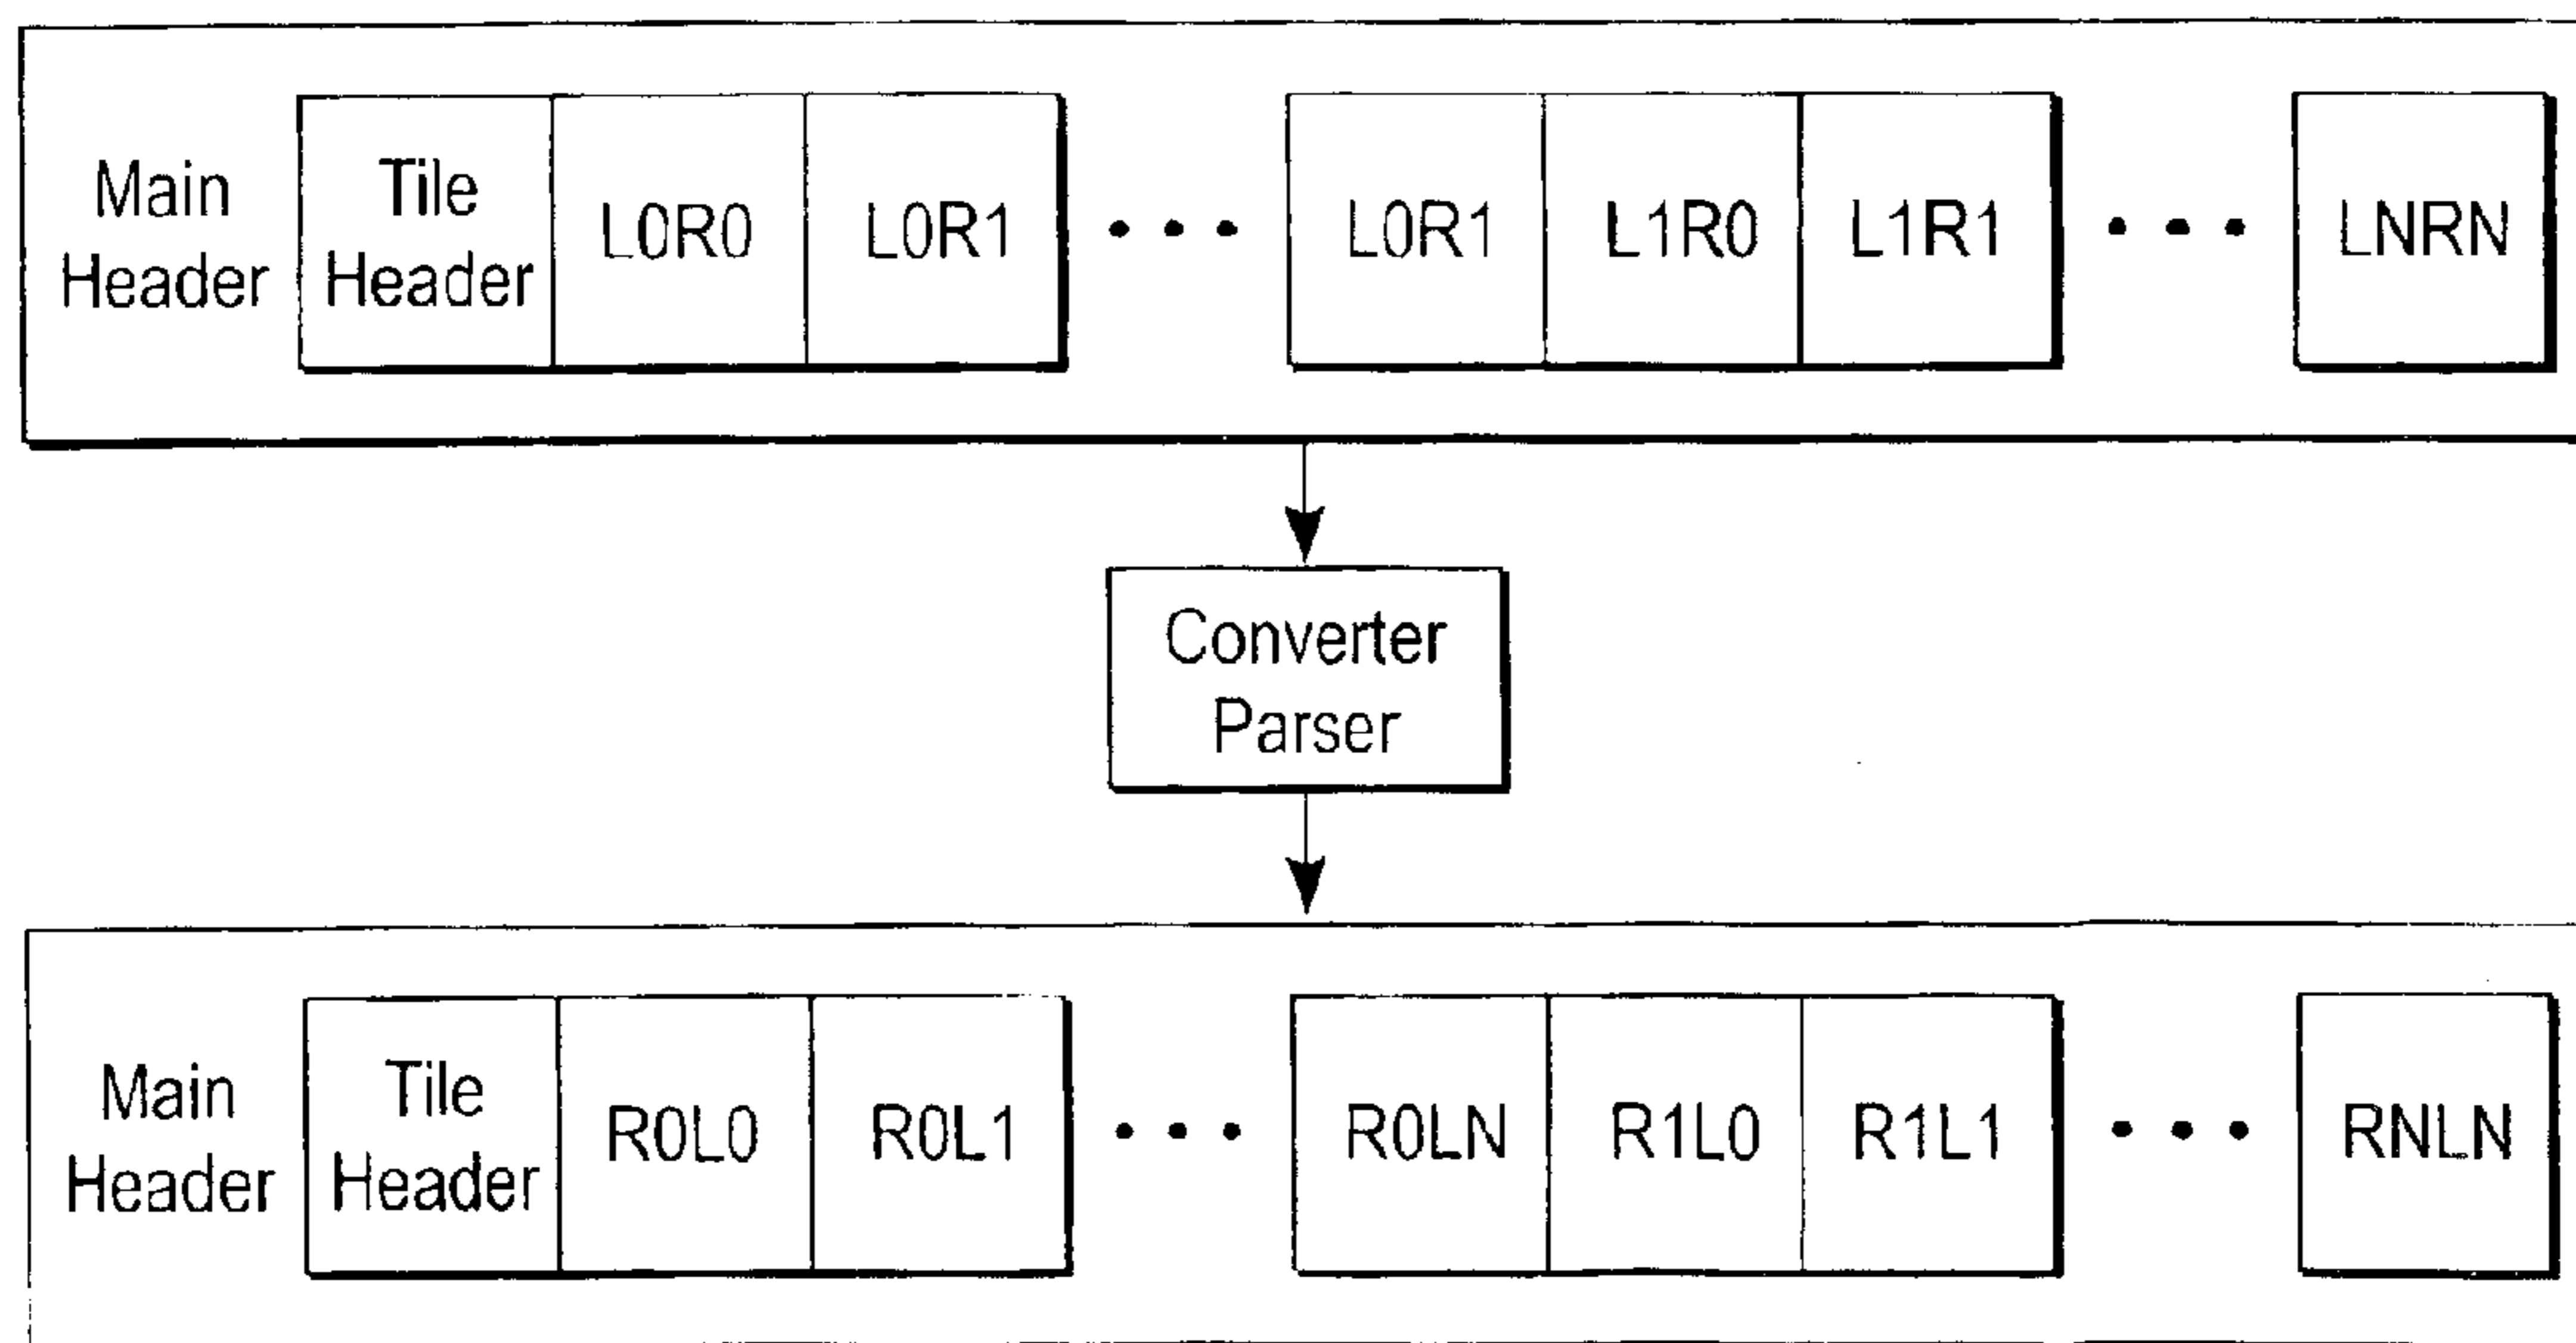 Main
Header
Tile
Header
L0R0
L0R1
• • •
L0R1
L1R0
L1R1
• • •
LNRN
Converter
Parser
Main
Header
Tile
Header
R0L0
R0L1
• • •
R0LN
R1L0
R1L1
• • •
RNLN